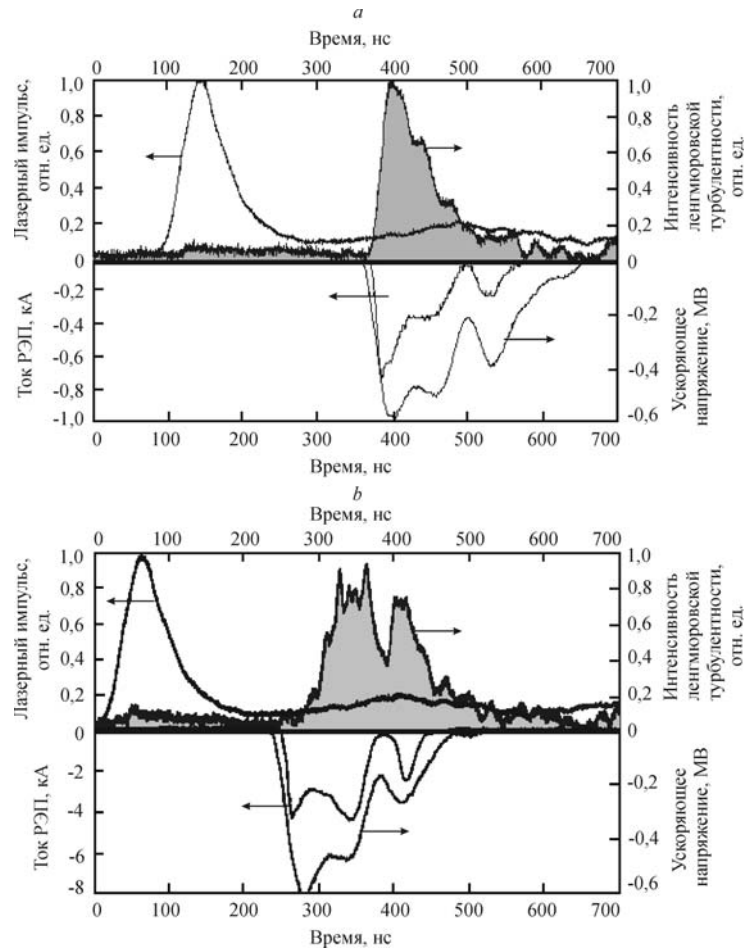 a
Время, нс
0 100 200 300 400 500 600 700
Лазерный импульс,
отн. ед.
1,0
0,8
0,6
0,4
0,2
0
1,0
0,8
0,6
0,4
0,2
0
Интенсивность
ленгмюровской
турбулентности,
отн. ед.
Ток РЭП, кА
-0,2
-0,4
-0,6
-0,8
-1,0
-0,2
-0,4
-0,6
Ускоряющее
напряжение, МВ
0 100 200 300 400 500 600 700
Время, нс
b
Время, нс
0 100 200 300 400 500 600 700
Лазерный импульс,
отн. ед.
1,0
0,8
0,6
0,4
0,2
0
1,0
0,8
0,6
0,4
0,2
0
Интенсивность
ленгмюровской
турбулентности,
отн. ед.
Ток РЭП, кА
-2
-4
-6
-8
-0,2
-0,4
-0,6
Ускоряющее
напряжение, МВ
0 100 200 300 400 500 600 700
Время, нс